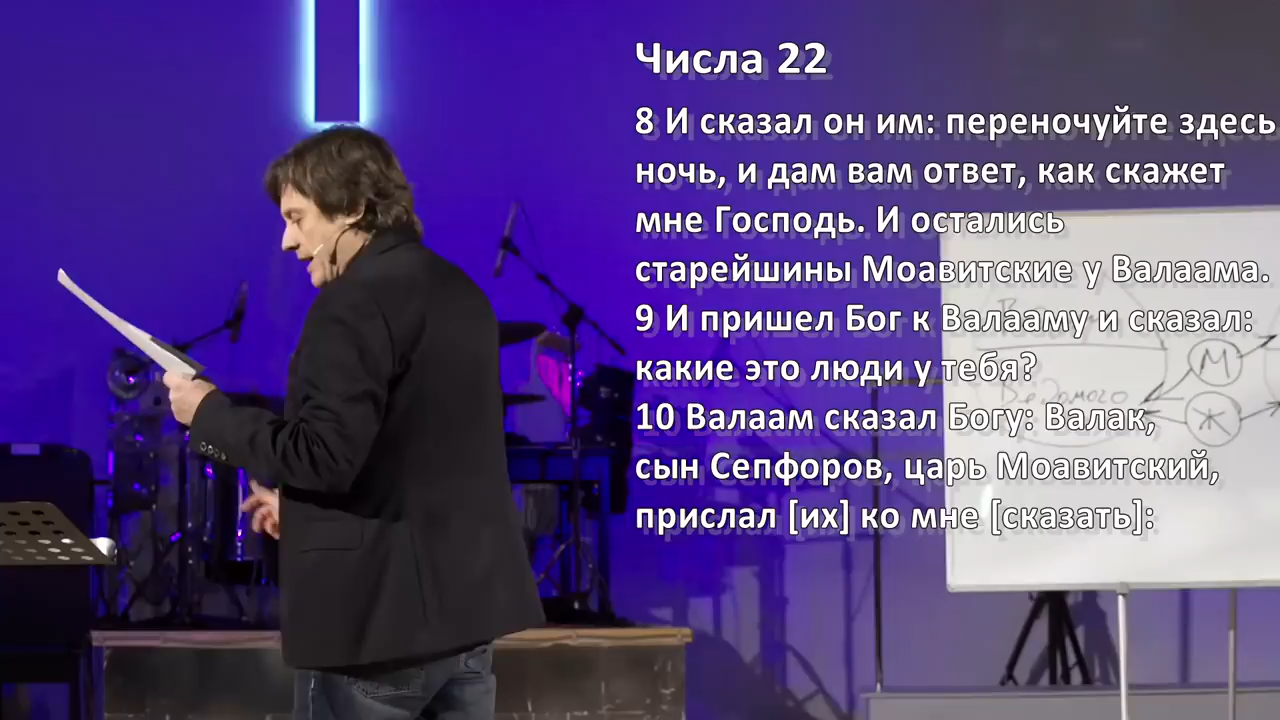 Числа 22
8 И сказал он им: переночуйте здесь
ночь, и дам вам ответ, как скажет
мне Господь. И остались
старейшины Моавитские у Валаама.
9 И пришел Бог к Валааму и сказал:
какие это люди у тебя?
10 Валаам сказал Богу: Валак,
сын Сепфоров, царь Моавитский,
прислал [их] ко мне [сказать]:
М
Ж